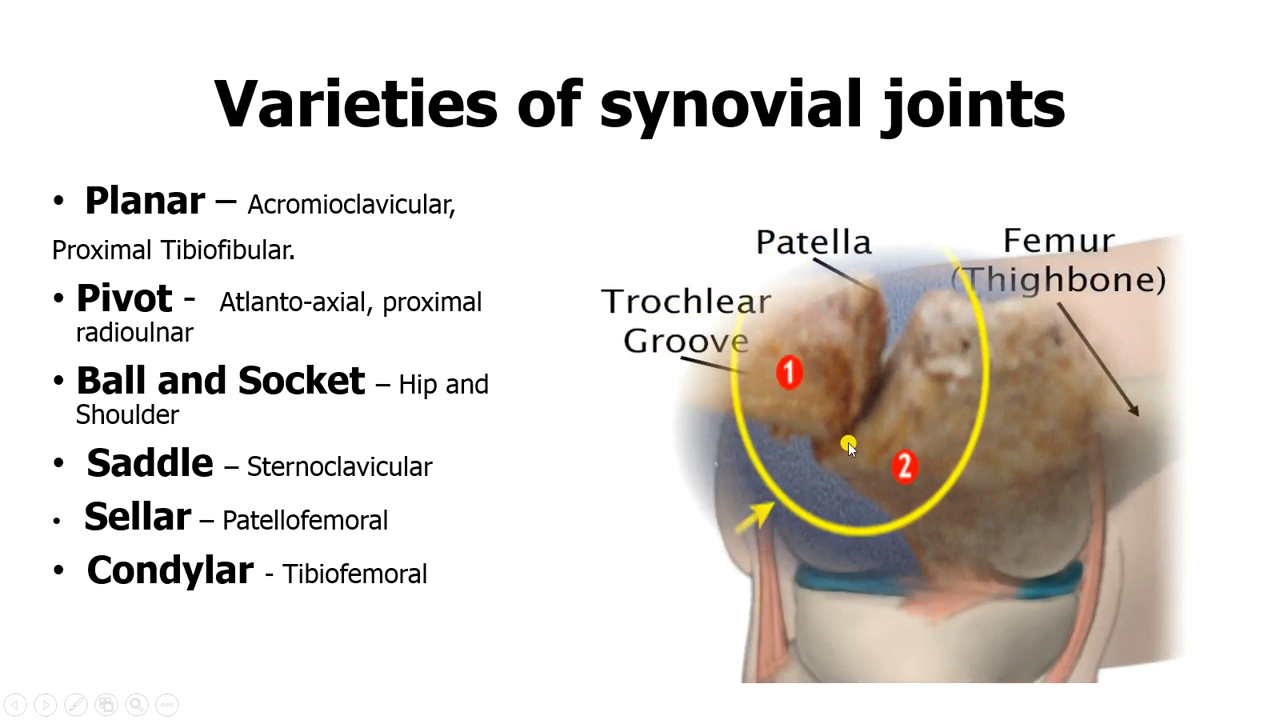 Varieties of synovial joints
• Planar – Acromioclavicular,
Proximal Tibiofibular.
• Pivot - Atlanto-axial, proximal
radioulnar
• Ball and Socket – Hip and
Shoulder
• Saddle – Sternoclavicular
• Sellar – Patellofemoral
• Condylar - Tibiofemoral
Patella
Femur
(Thighbone)
Trochlear
Groove
1
2